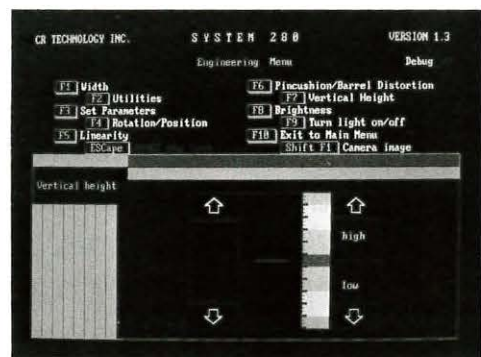 CR TECHNOLOGY INC. SYSTEM 280 VERSION 1.3
Engineering Menu Debug
F1 Width F6 Pincushion/Barrel Distortion
F2 Utilities F7 Vertical Height
F3 Set Parameters F8 Brightness
F4 Rotation/Position F9 Turn light on/off
F5 Linearity F10 Exit to Main Menu
ESCape Shift F1 Camera image
Vertical height
high
low